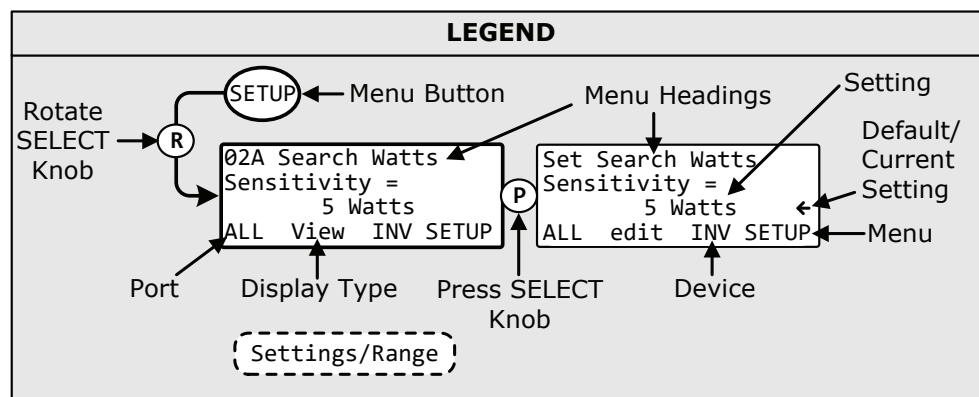 LEGEND
SETUP
Menu Button
Menu Headings
Setting
Rotate
SELECT
Knob
R
Default/
Current
Setting
02A Search Watts
Sensitivity =
5 Watts
ALL View INV SETUP
P
Set Search Watts
Sensitivity =
5 Watts ←
ALL edit INV SETUP
Menu
Port
Display Type
Press SELECT
Knob
Device
Settings/Range